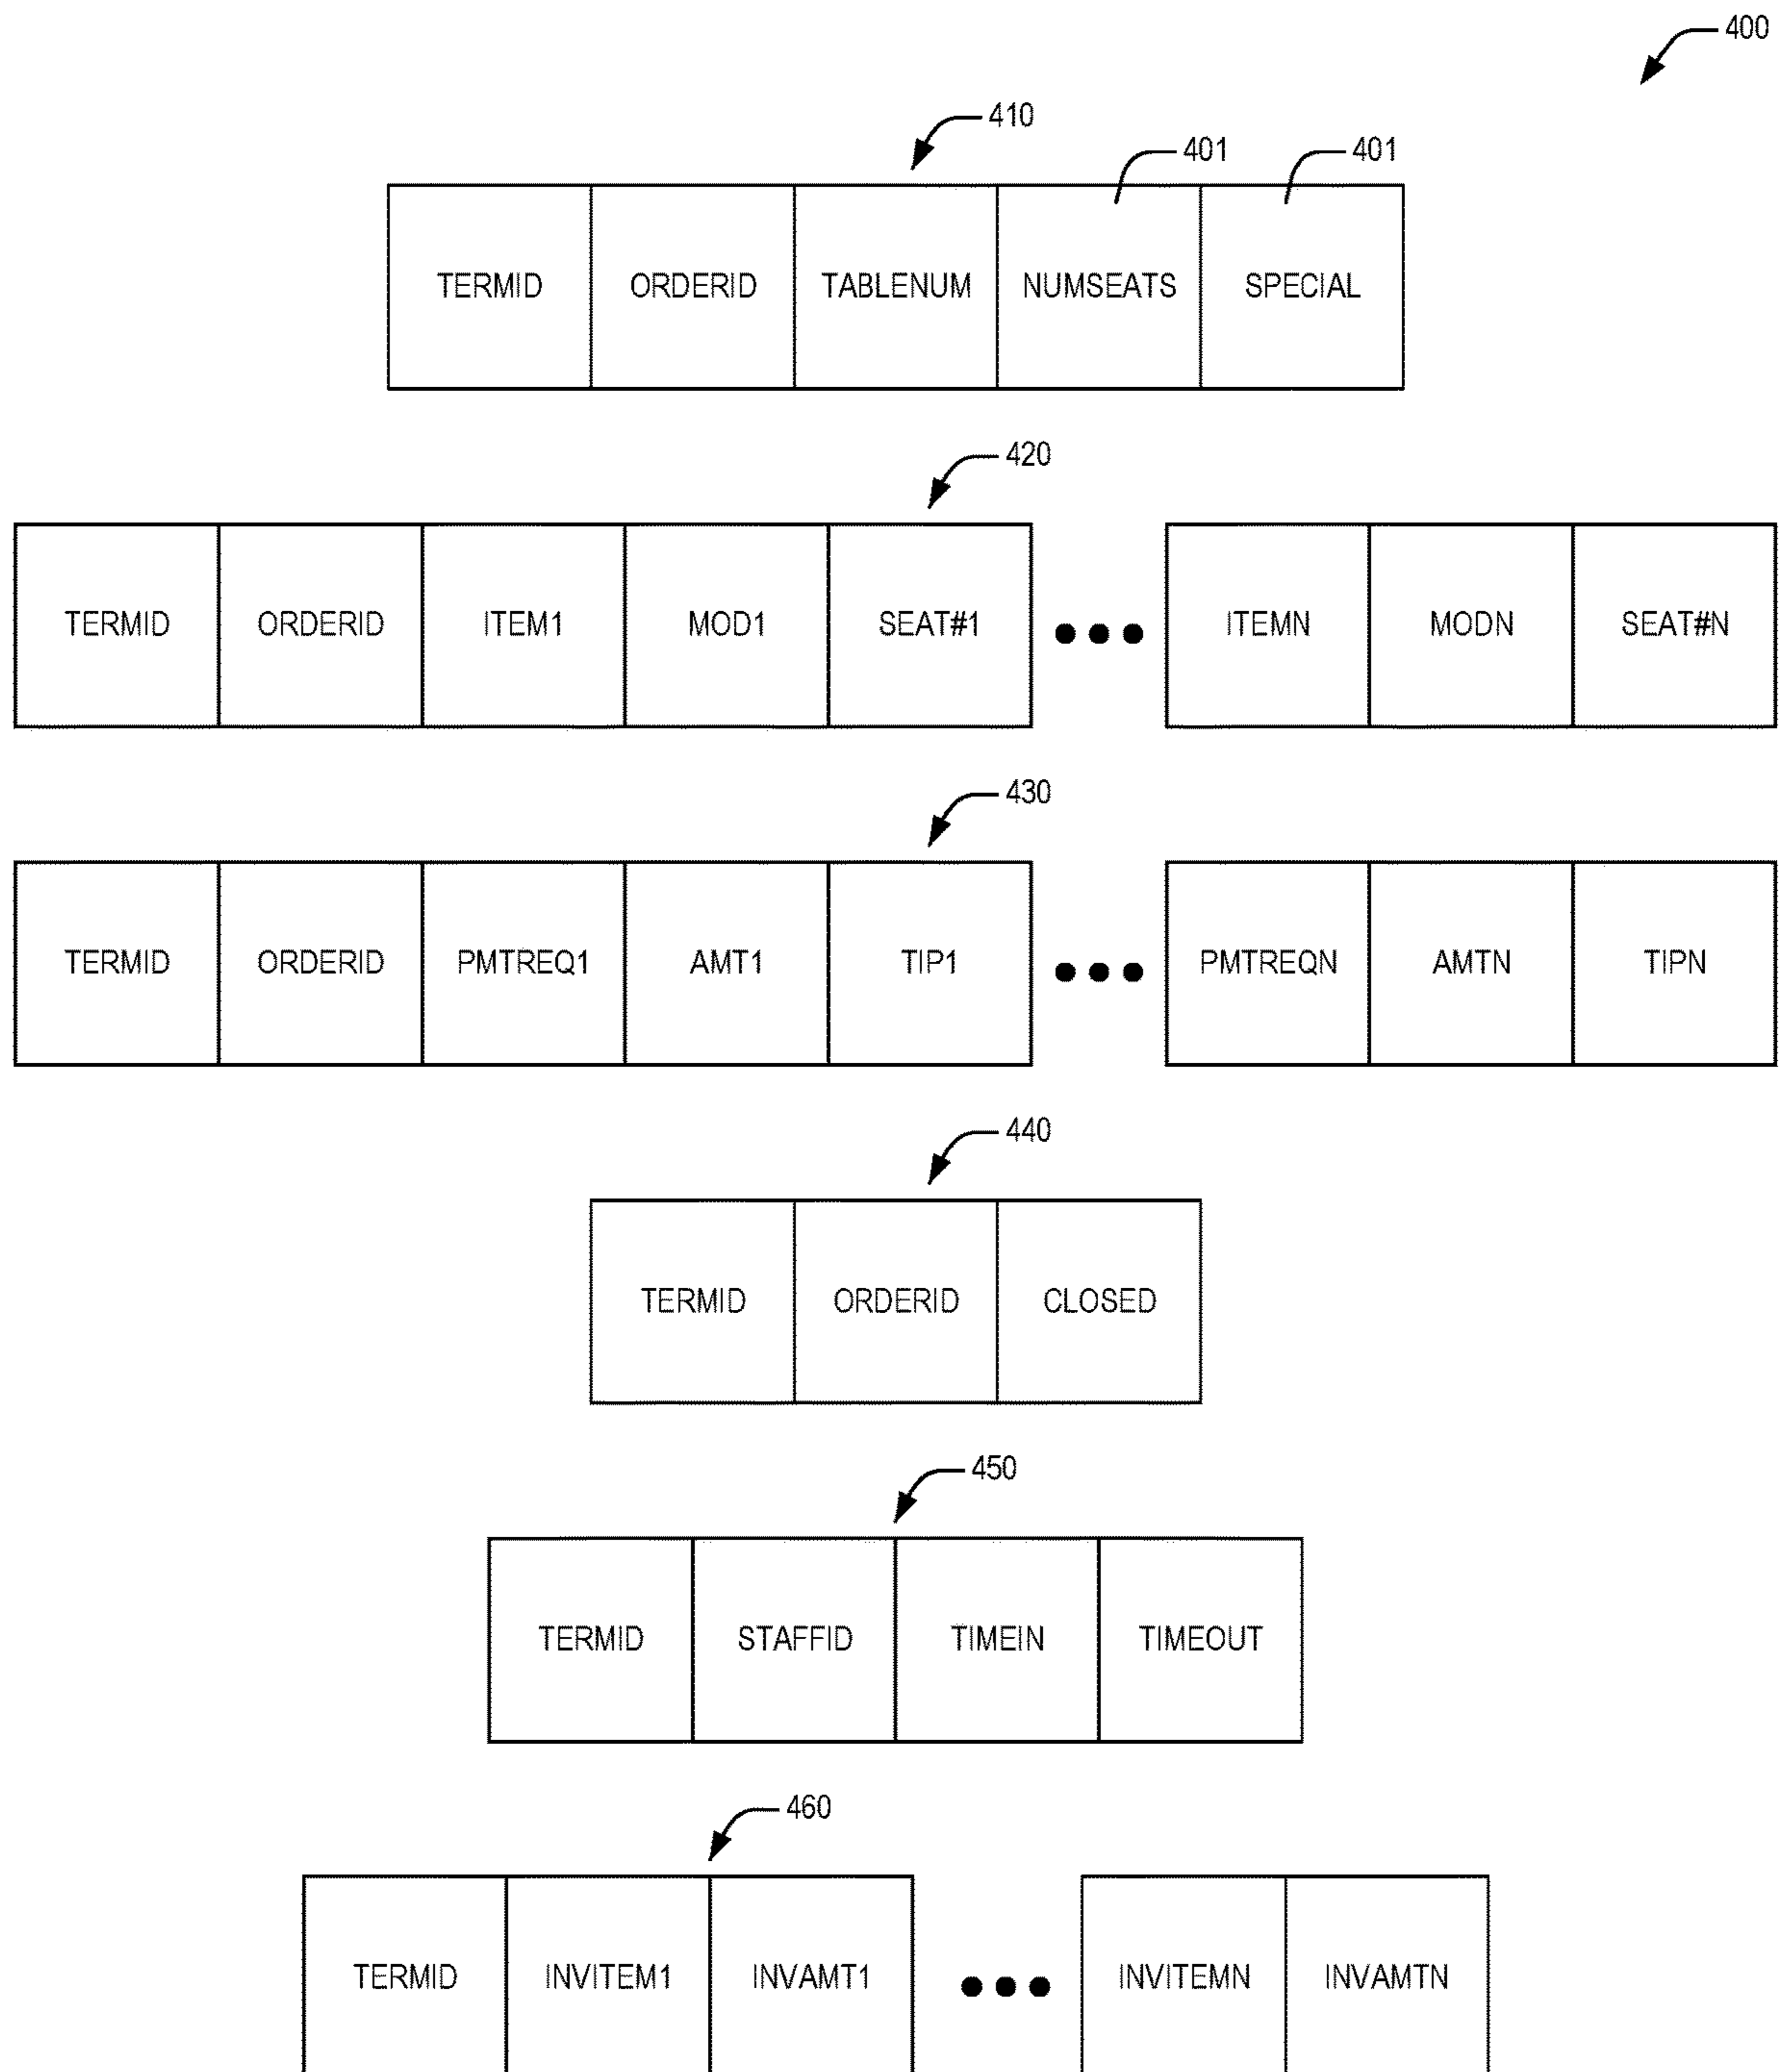 400
410
401 401
TERMID ORDERID TABLENUM NUMSEATS SPECIAL
420
TERMID ORDERID ITEM1 MOD1 SEAT#1 ●●● ITEMN MODN SEAT#N
430
TERMID ORDERID PMTREQ1 AMT1 TIP1 ●●● PMTREQN AMTN TIPN
440
TERMID ORDERID CLOSED
450
TERMID STAFFID TIMEIN TIMEOUT
460
TERMID INVITEM1 INVAMT1 ●●● INVITEMN INVAMTN